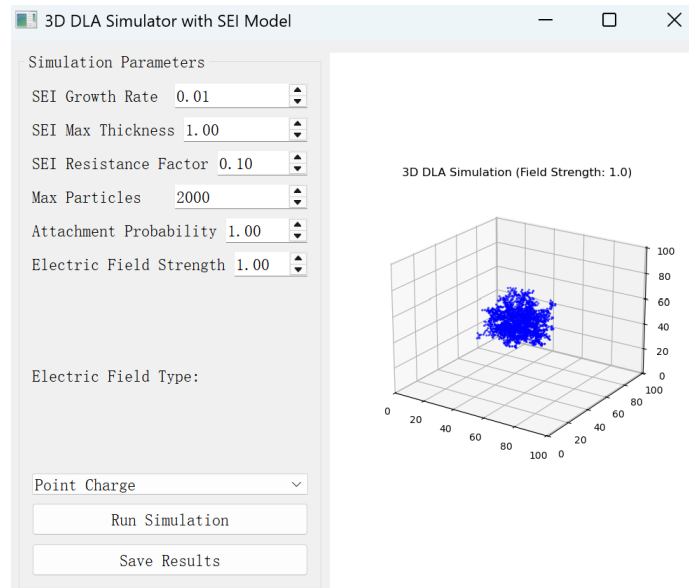 3D DLA Simulator with SEI Model
Simulation Parameters
SEI Growth Rate 0.01
SEI Max Thickness 1.00
SEI Resistance Factor 0.10
Max Particles 2000
Attachment Probability 1.00
Electric Field Strength 1.00
Electric Field Type:
Point Charge
Run Simulation
Save Results
3D DLA Simulation (Field Strength: 1.0)
100
80
60
40
20
0
0
20
40
60
80
100
0
20
40
60
80
100